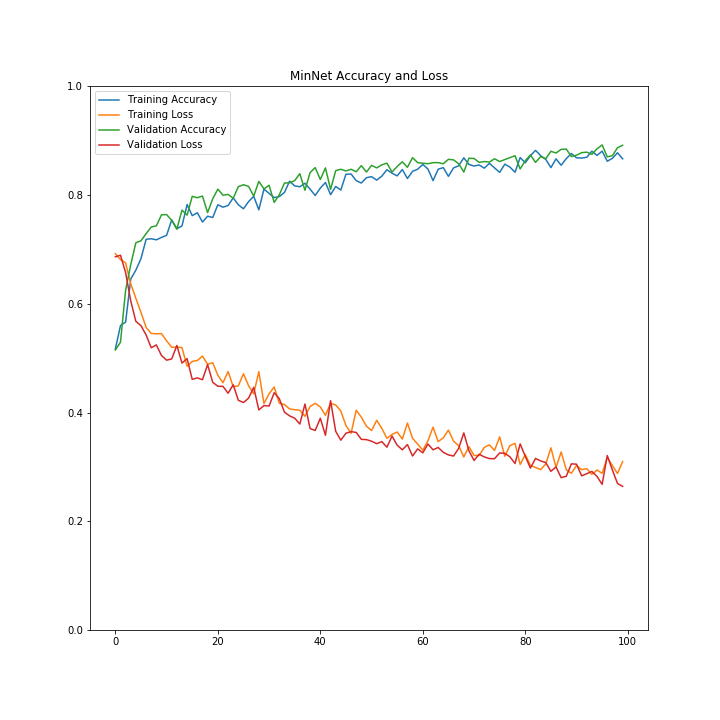 MinNet Accuracy and Loss
1.0
Training Accuracy
Training Loss
Validation Accuracy
Validation Loss
0.8
0.6
0.4
0.2
0.0
0 20 40 60 80 100